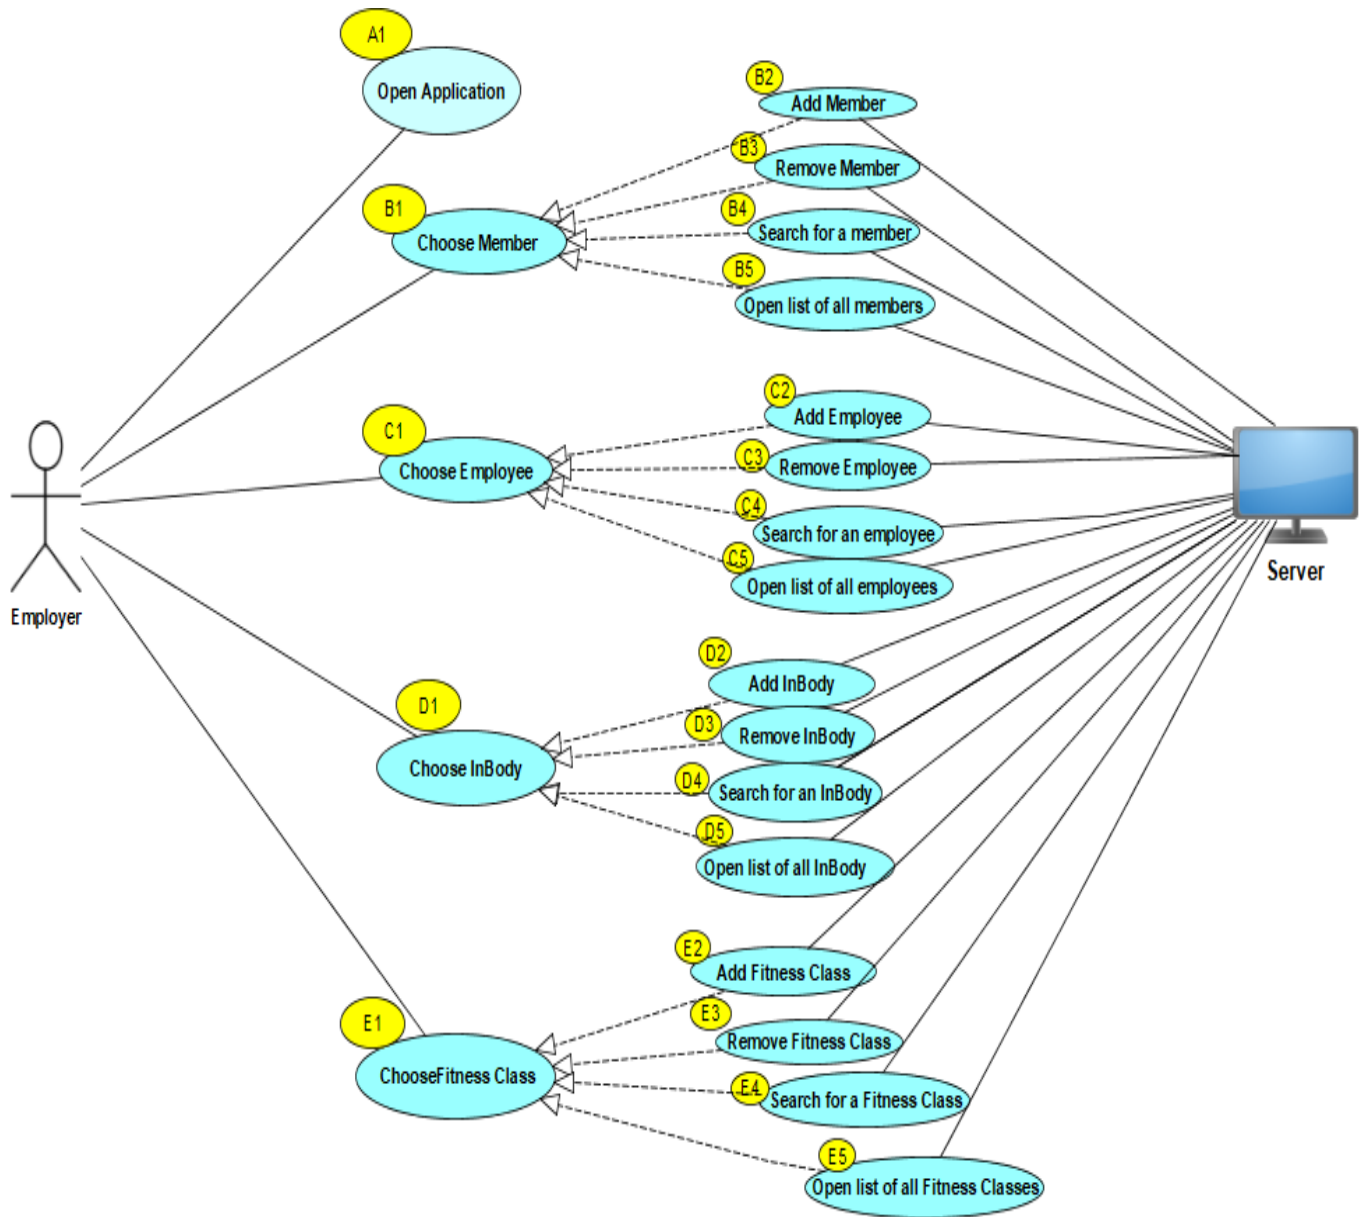 A1
Open Application
B1
Choose Member
B2
Add Member
B3
Remove Member
B4
Search for a member
B5
Open list of all members
C1
Choose Employee
C2
Add Employee
C3
Remove Employee
C4
Search for an employee
C5
Open list of all employees
Employer
Server
D1
Choose InBody
D2
Add InBody
D3
Remove InBody
D4
Search for an InBody
D5
Open list of all InBody
E1
ChooseFitness Class
E2
Add Fitness Class
E3
Remove Fitness Class
E4
Search for a Fitness Class
E5
Open list of all Fitness Classes